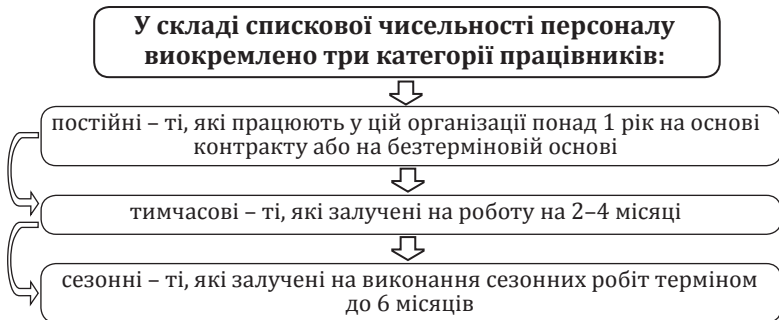 У складі спискової чисельності персоналу
виокремлено три категорії працівників:
постійні – ті, які працюють у цій організації понад 1 рік на основі
контракту або на безтерміновій основі
тимчасові – ті, які залучені на роботу на 2–4 місяці
сезонні – ті, які залучені на виконання сезонних робіт терміном
до 6 місяців